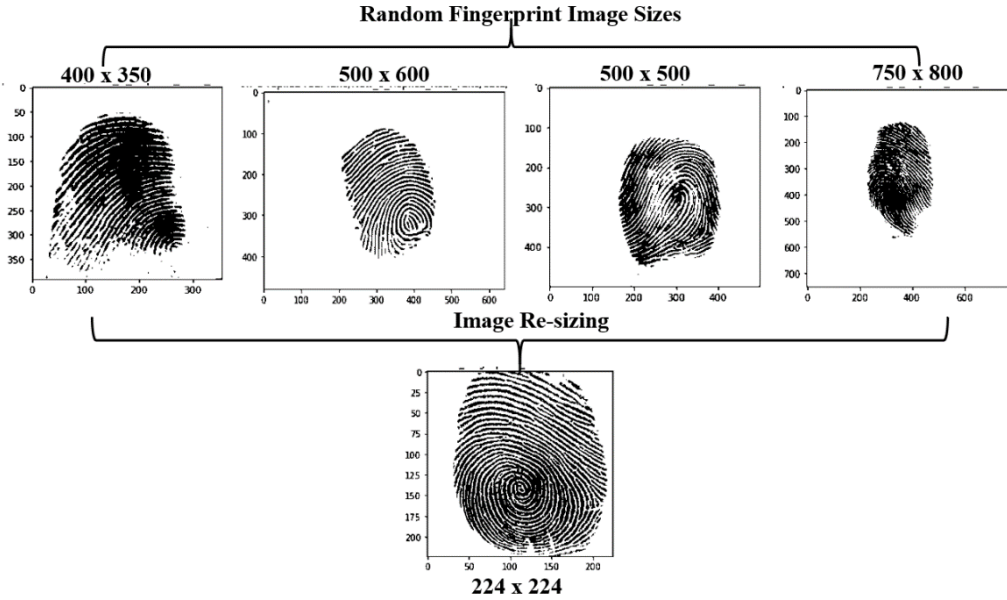 Random Fingerprint Image Sizes
400 x 350
500 x 600
500 x 500
750 x 800
0
50
100
150
200
250
300
350
0 100 200 300
0
100
200
300
400
0 100 200 300 400 500 600
0
100
200
300
400
0 100 200 300 400
0
100
200
300
400
500
600
700
0 200 400 600
Image Re-sizing
0
25
50
75
100
125
150
175
200
0 50 100 150 200
224 x 224